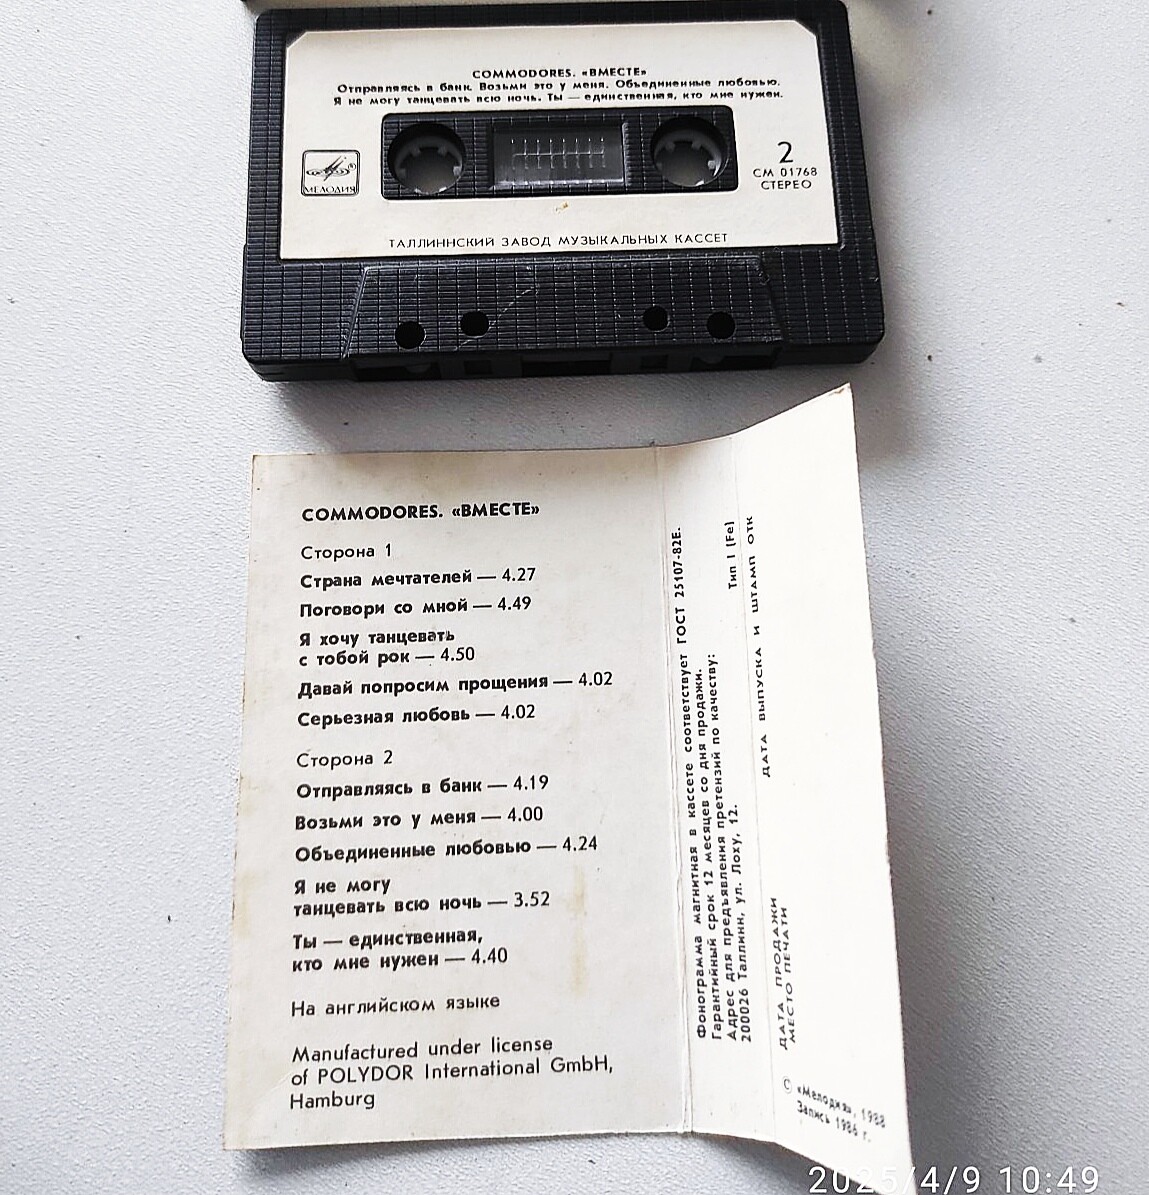 COMMODORES. «ВМЕСТЕ»
Отправляясь в банк. Возьми это у меня. Объединенные любовью.
Я не могу танцевать всю ночь. Ты — единственная, кто мне нужен.
МЕЛОДИЯ
2
СМ 01768
СТЕРЕО
ТАЛЛИННСКИЙ ЗАВОД МУЗЫКАЛЬНЫХ КАССЕТ
COMMODORES. «ВМЕСТЕ»
Сторона 1
Страна мечтателей — 4.27
Поговори со мной — 4.49
Я хочу танцевать
с тобой рок — 4.50
Давай попросим прощения — 4.02
Серьезная любовь — 4.02
Сторона 2
Отправляясь в банк — 4.19
Возьми это у меня — 4.00
Объединенные любовью — 4.24
Я не могу
танцевать всю ночь — 3.52
Ты — единственная,
кто мне нужен — 4.40
На английском языке
Manufactured under license
of POLYDOR International GmbH,
Hamburg
Фонограмма магнитная в кассете соответствует ГОСТ 25107-82Е.
Гарантийный срок 12 месяцев со дня продажи.
Адрес для предъявления претензий по качеству:
200026 Таллинн, ул. Лоху, 12.
Тип I (Fe)
ДАТА ВЫПУСКА И ШТАМП ОТК
ДАТА ПРОДАЖИ
МЕСТО ПЕЧАТИ
© «Мелодия», 1988
Запись 1986 г.
2025/4/9 10:49